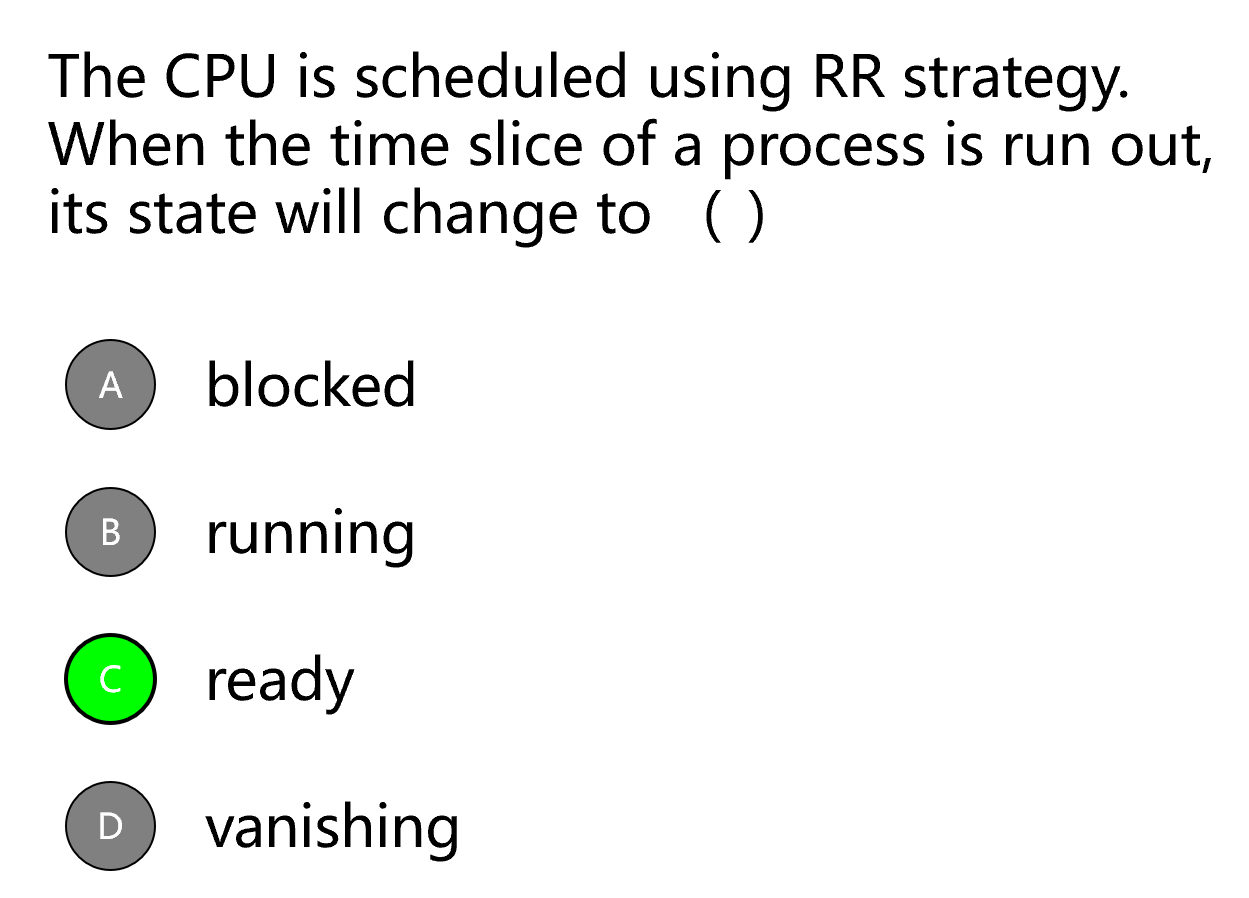 The CPU is scheduled using RR strategy.
When the time slice of a process is run out,
its state will change to ( )
A blocked
B running
C ready
D vanishing